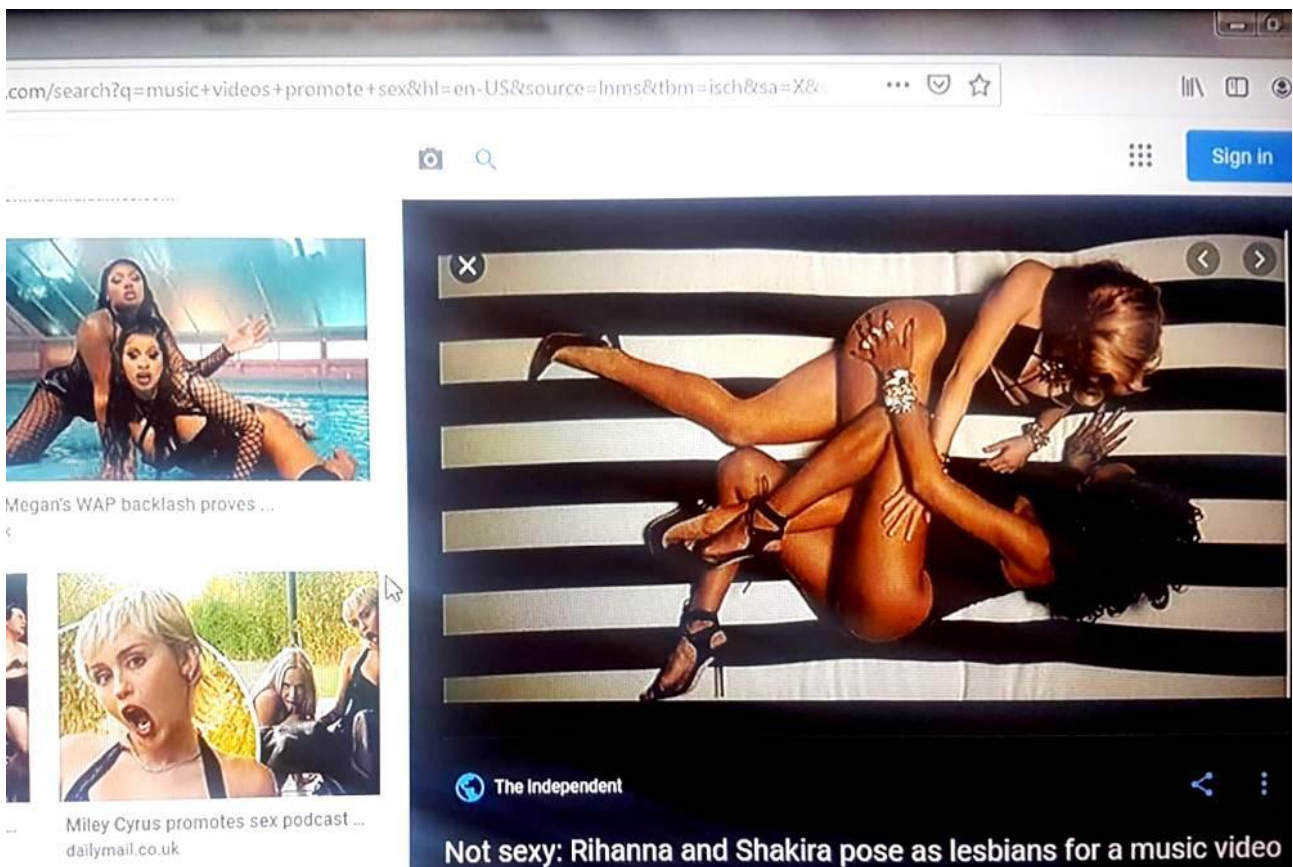 .com/search?q=music+videos+promote+sex&hl=en-US&source=lnms&tbm=isch&sa=X&
Sign in
Megan's WAP backlash proves ...
k
The Independent
...
Miley Cyrus promotes sex podcast ...
dailymail.co.uk
Not sexy: Rihanna and Shakira pose as lesbians for a music video